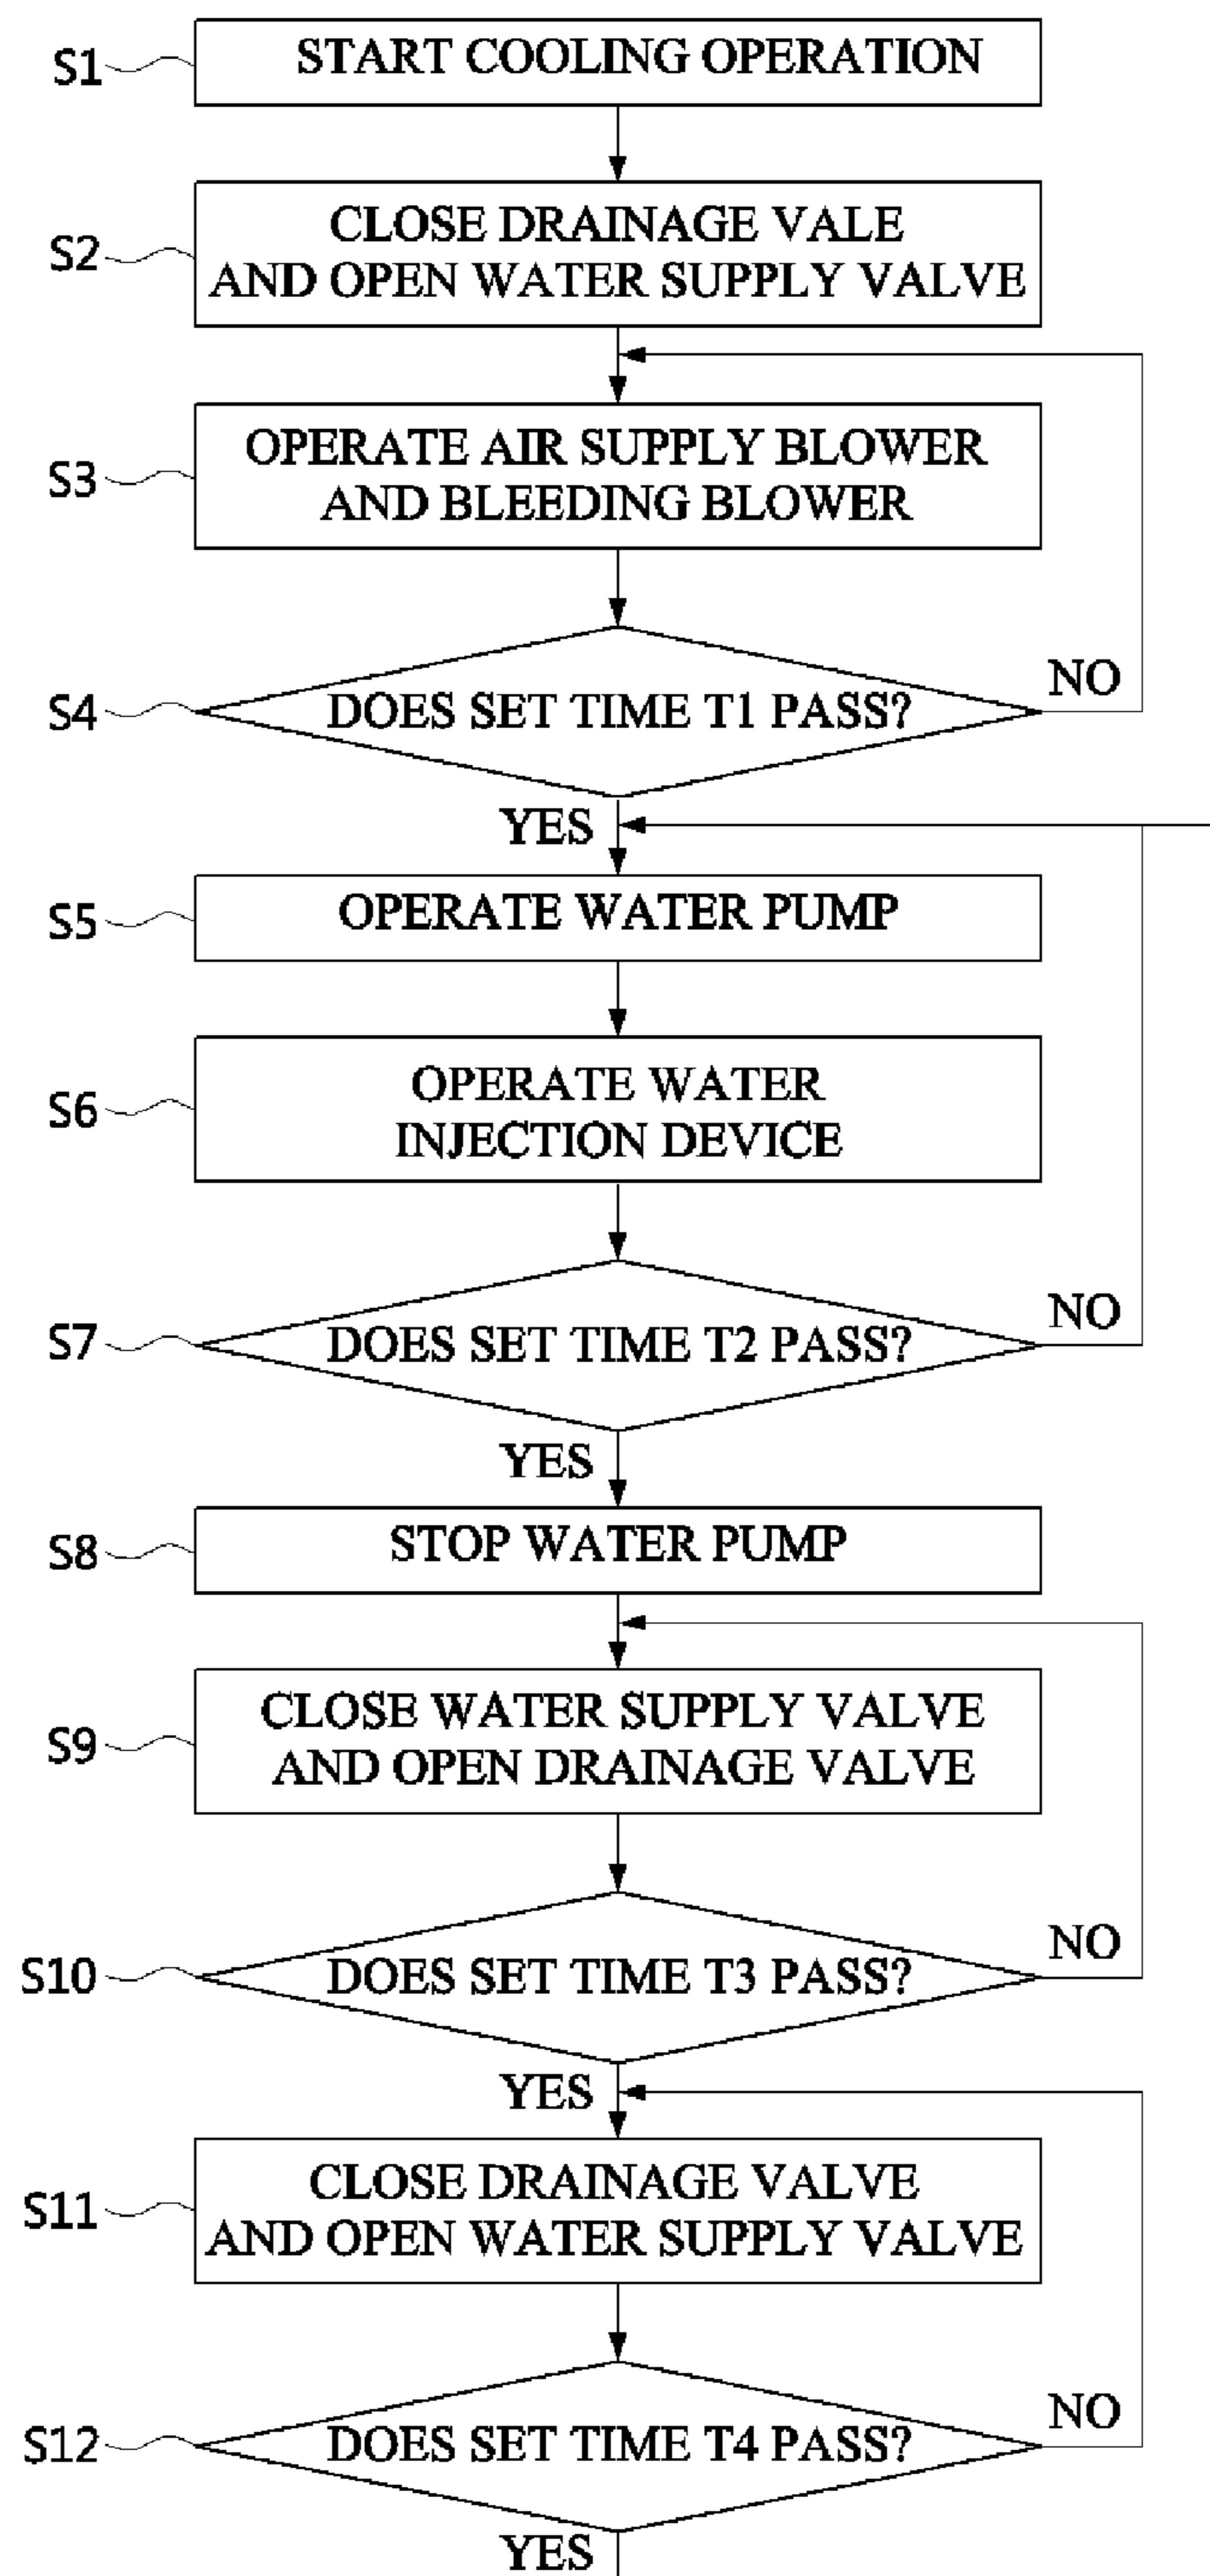 S1 START COOLING OPERATION
S2 CLOSE DRAINAGE VALE
AND OPEN WATER SUPPLY VALVE
S3 OPERATE AIR SUPPLY BLOWER
AND BLEEDING BLOWER
S4 DOES SET TIME T1 PASS? NO
YES
S5 OPERATE WATER PUMP
S6 OPERATE WATER
INJECTION DEVICE
S7 DOES SET TIME T2 PASS? NO
YES
S8 STOP WATER PUMP
S9 CLOSE WATER SUPPLY VALVE
AND OPEN DRAINAGE VALVE
S10 DOES SET TIME T3 PASS? NO
YES
S11 CLOSE DRAINAGE VALVE
AND OPEN WATER SUPPLY VALVE
S12 DOES SET TIME T4 PASS? NO
YES